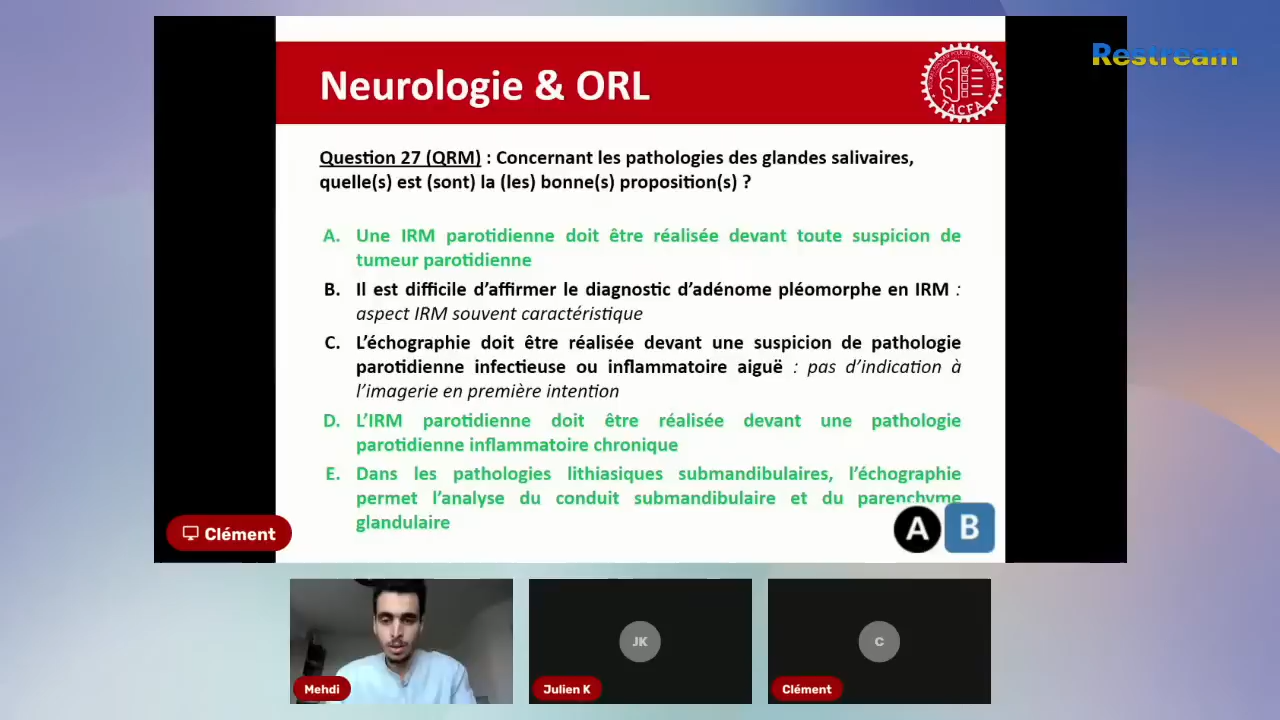 Restream
Neurologie & ORL
TACFA
Question 27 (QRM) : Concernant les pathologies des glandes salivaires,
quelle(s) est (sont) la (les) bonne(s) proposition(s) ?
A. Une IRM parotidienne doit être réalisée devant toute suspicion de
tumeur parotidienne
B. Il est difficile d’affirmer le diagnostic d’adénome pléomorphe en IRM :
aspect IRM souvent caractéristique
C. L’échographie doit être réalisée devant une suspicion de pathologie
parotidienne infectieuse ou inflammatoire aiguë : pas d’indication à
l’imagerie en première intention
D. L’IRM parotidienne doit être réalisée devant une pathologie
parotidienne inflammatoire chronique
E. Dans les pathologies lithiasiques submandibulaires, l’échographie
permet l’analyse du conduit submandibulaire et du parenchyme
glandulaire
A B
Clément
JK
C
Mehdi
Julien K
Clément